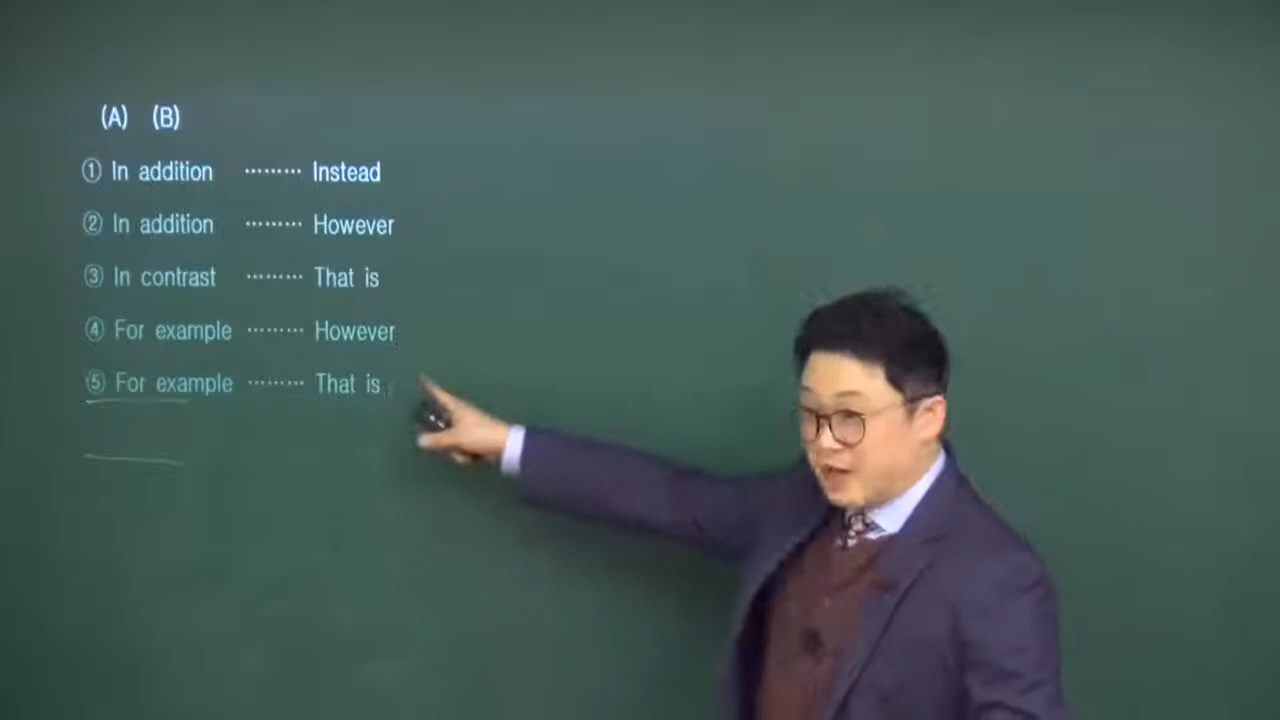 (A) (B)
① In addition ⋯⋯⋯ Instead
② In addition ⋯⋯⋯ However
③ In contrast ⋯⋯⋯ That is
④ For example ⋯⋯⋯ However
⑤ For example ⋯⋯⋯ That is